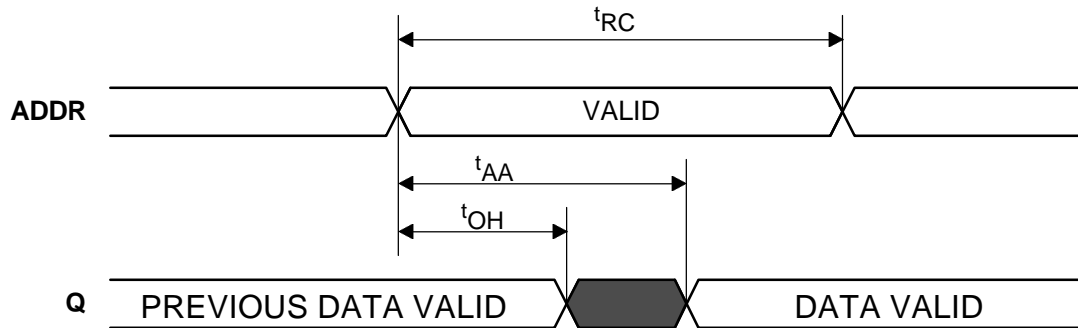 tRC
ADDR VALID
tAA
tOH
Q PREVIOUS DATA VALID DATA VALID